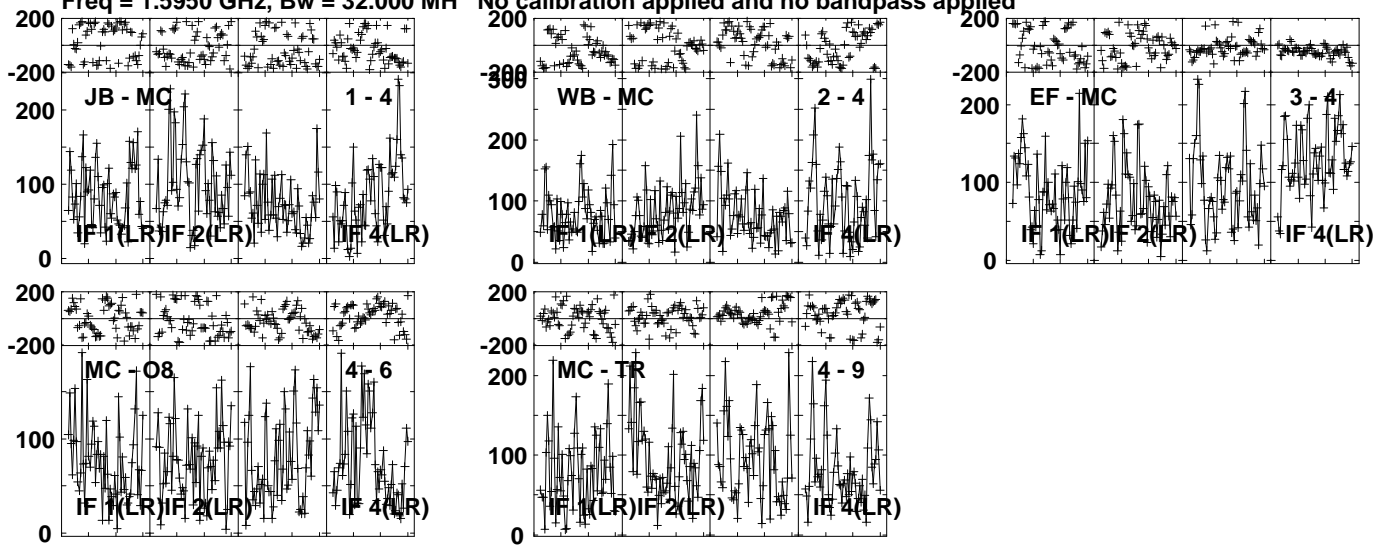 Freq = 1.5950 GHz, Bw = 32.000 MH No calibration applied and no bandpass applied
200
-200
200
100
0
JB - MC
1 - 4
IF 1(LR)
IF 2(LR)
IF 4(LR)
200
-200
300
200
100
0
WB - MC
2 - 4
IF 1(LR)
IF 2(LR)
IF 4(LR)
200
-200
200
100
0
EF - MC
3 - 4
IF 1(LR)
IF 2(LR)
IF 4(LR)
200
-200
100
0
MC - O8
4 - 6
IF 1(LR)
IF 2(LR)
IF 4(LR)
200
-200
200
100
0
MC - TR
4 - 9
IF 1(LR)
IF 2(LR)
IF 4(LR)